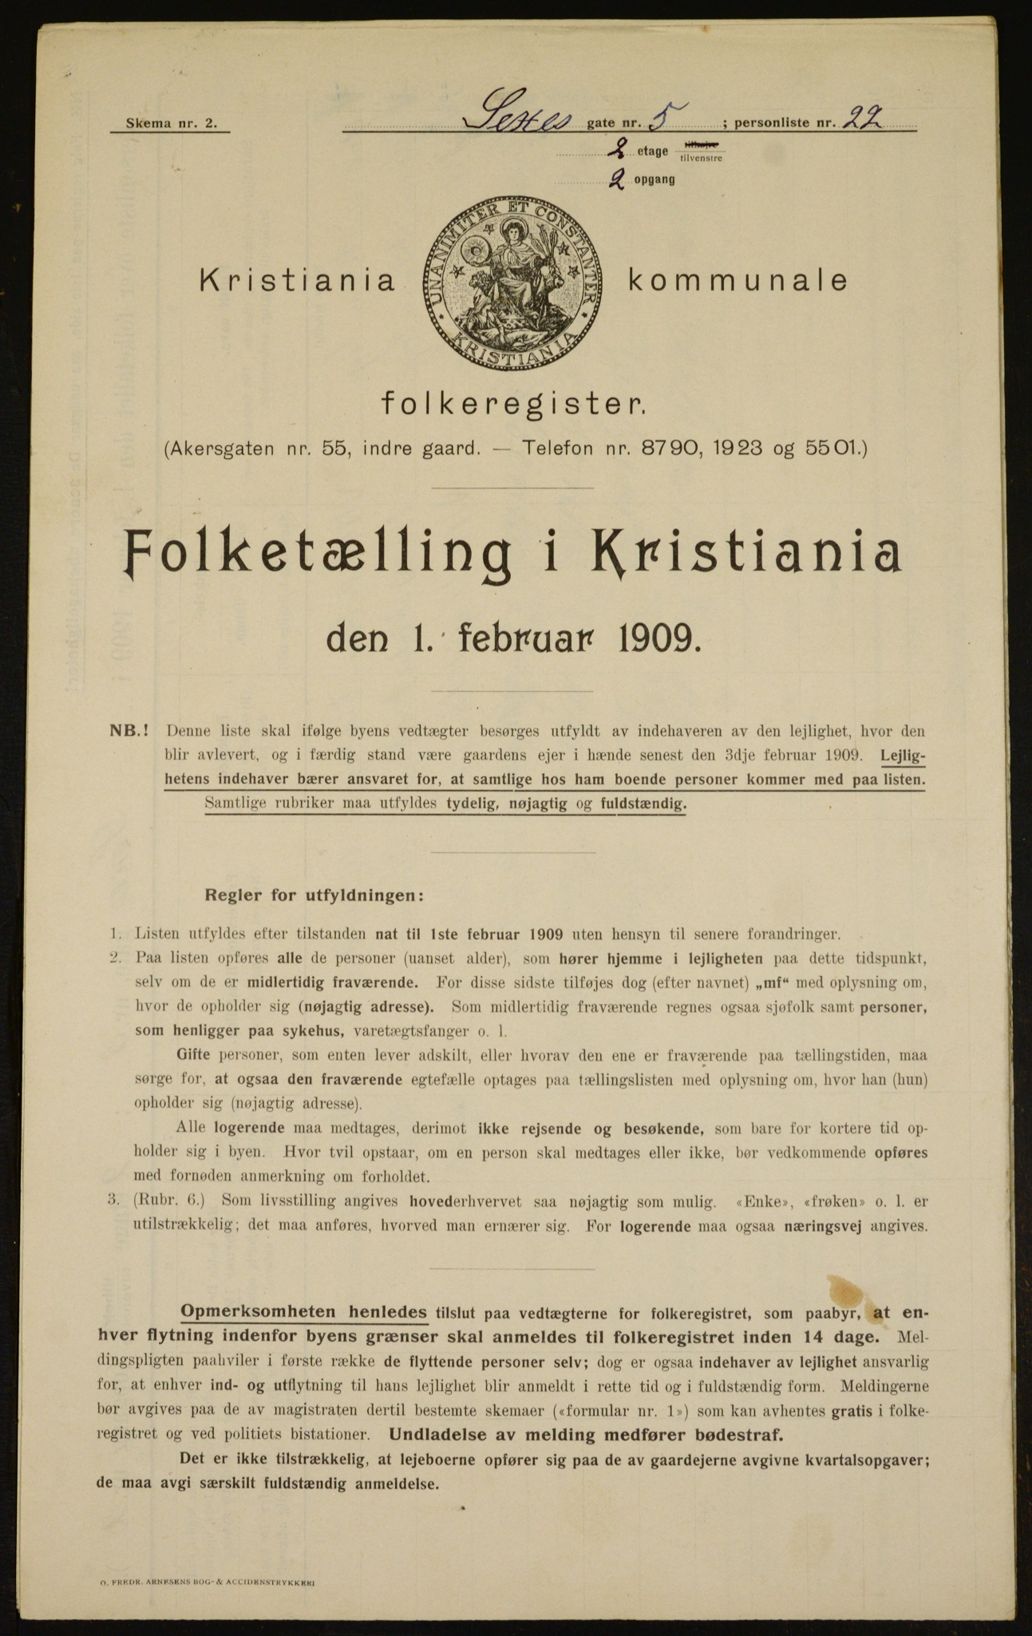 Skema nr. 2.
Sexes gate nr. 5 ; personliste nr. 22
2 etage tilhøjre tilvenstre
2 opgang
UNANIMITER ET CONSTANTER
KRISTIANIA
Kristiania kommunale
folkeregister.
(Akersgaten nr. 55, indre gaard. — Telefon nr. 8790, 1923 og 5501.)
Folketælling i Kristiania
den 1. februar 1909.
NB.! Denne liste skal ifølge byens vedtægter besørges utfyldt av indehaveren av den lejlighet, hvor den
blir avlevert, og i færdig stand være gaardens ejer i hænde senest den 3dje februar 1909. Lejlig-
hetens indehaver bærer ansvaret for, at samtlige hos ham boende personer kommer med paa listen.
Samtlige rubriker maa utfyldes tydelig, nøjagtig og fuldstændig.
Regler for utfyldningen:
1. Listen utfyldes efter tilstanden nat til 1ste februar 1909 uten hensyn til senere forandringer.
2. Paa listen opføres alle de personer (uanset alder), som hører hjemme i lejligheten paa dette tidspunkt,
selv om de er midlertidig fraværende. For disse sidste tilføjes dog (efter navnet) „mf“ med oplysning om,
hvor de opholder sig (nøjagtig adresse). Som midlertidig fraværende regnes ogsaa sjøfolk samt personer,
som henligger paa sykehus, varetægtsfanger o. l.
Gifte personer, som enten lever adskilt, eller hvorav den ene er fraværende paa tællingstiden, maa
sørge for, at ogsaa den fraværende egtefælle optages paa tællingslisten med oplysning om, hvor han (hun)
opholder sig (nøjagtig adresse).
Alle logerende maa medtages, derimot ikke rejsende og besøkende, som bare for kortere tid op-
holder sig i byen. Hvor tvil opstaar, om en person skal medtages eller ikke, bør vedkommende opføres
med fornøden anmerkning om forholdet.
3. (Rubr. 6.) Som livsstilling angives hovederhvervet saa nøjagtig som mulig. «Enke», «frøken» o. l. er
utilstrækkelig; det maa anføres, hvorved man ernærer sig. For logerende maa ogsaa næringsvej angives.
Opmerksomheten henledes tilslut paa vedtægterne for folkeregistret, som paabyr, at en-
hver flytning indenfor byens grænser skal anmeldes til folkeregistret inden 14 dage. Mel-
dingspligten paahviler i første række de flyttende personer selv; dog er ogsaa indehaver av lejlighet ansvarlig
for, at enhver ind- og utflytning til hans lejlighet blir anmeldt i rette tid og i fuldstændig form. Meldingerne
bør avgives paa de av magistraten dertil bestemte skemaer («formular nr. 1») som kan avhentes gratis i folke-
registret og ved politiets bistationer. Undladelse av melding medfører bødestraf.
Det er ikke tilstrækkelig, at lejeboerne opfører sig paa de av gaardejerne avgivne kvartalsopgaver;
de maa avgi særskilt fuldstændig anmeldelse.
O. FREDR. ARNESENS BOG- & ACCIDENSTRYKKERI